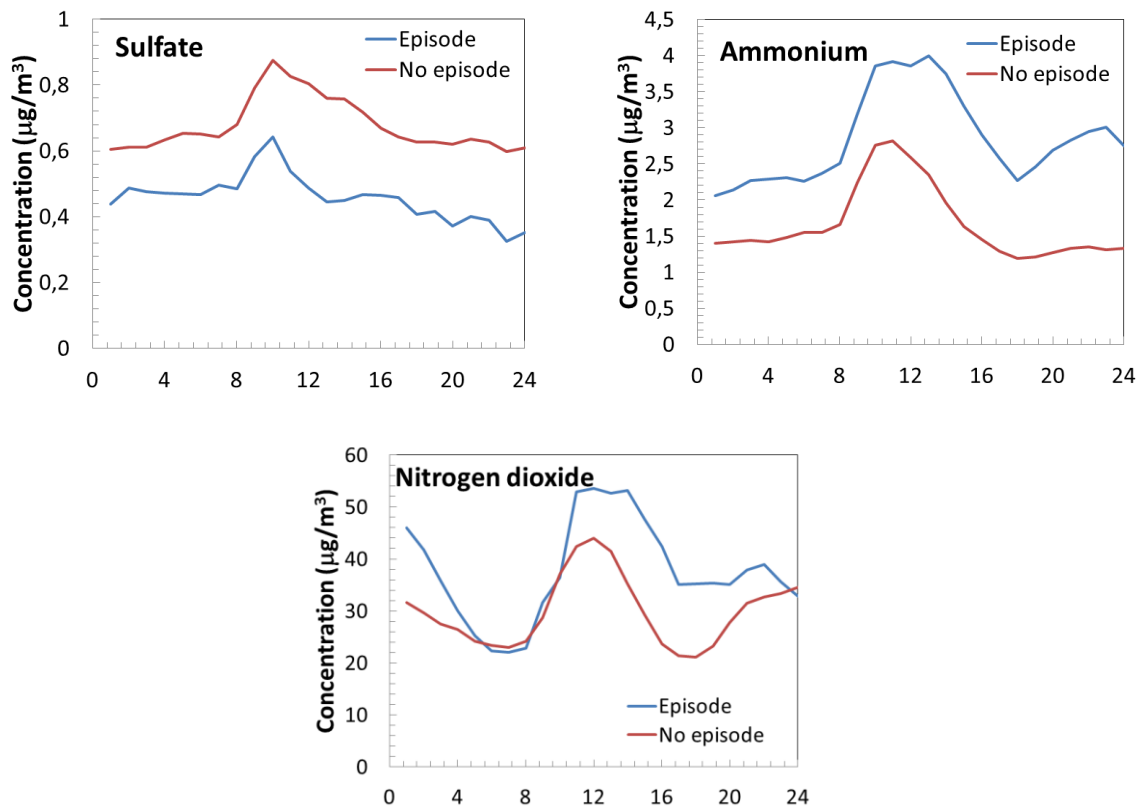 Sulfate
Episode
No episode
Concentration (µg/m³)
1
0,8
0,6
0,4
0,2
0
0 4 8 12 16 20 24
Ammonium
Episode
No episode
Concentration (µg/m³)
4,5
4
3,5
3
2,5
2
1,5
1
0,5
0
0 4 8 12 16 20 24
Nitrogen dioxide
Concentration (µg/m³)
60
50
40
30
20
10
0
Episode
No episode
0 4 8 12 16 20 24